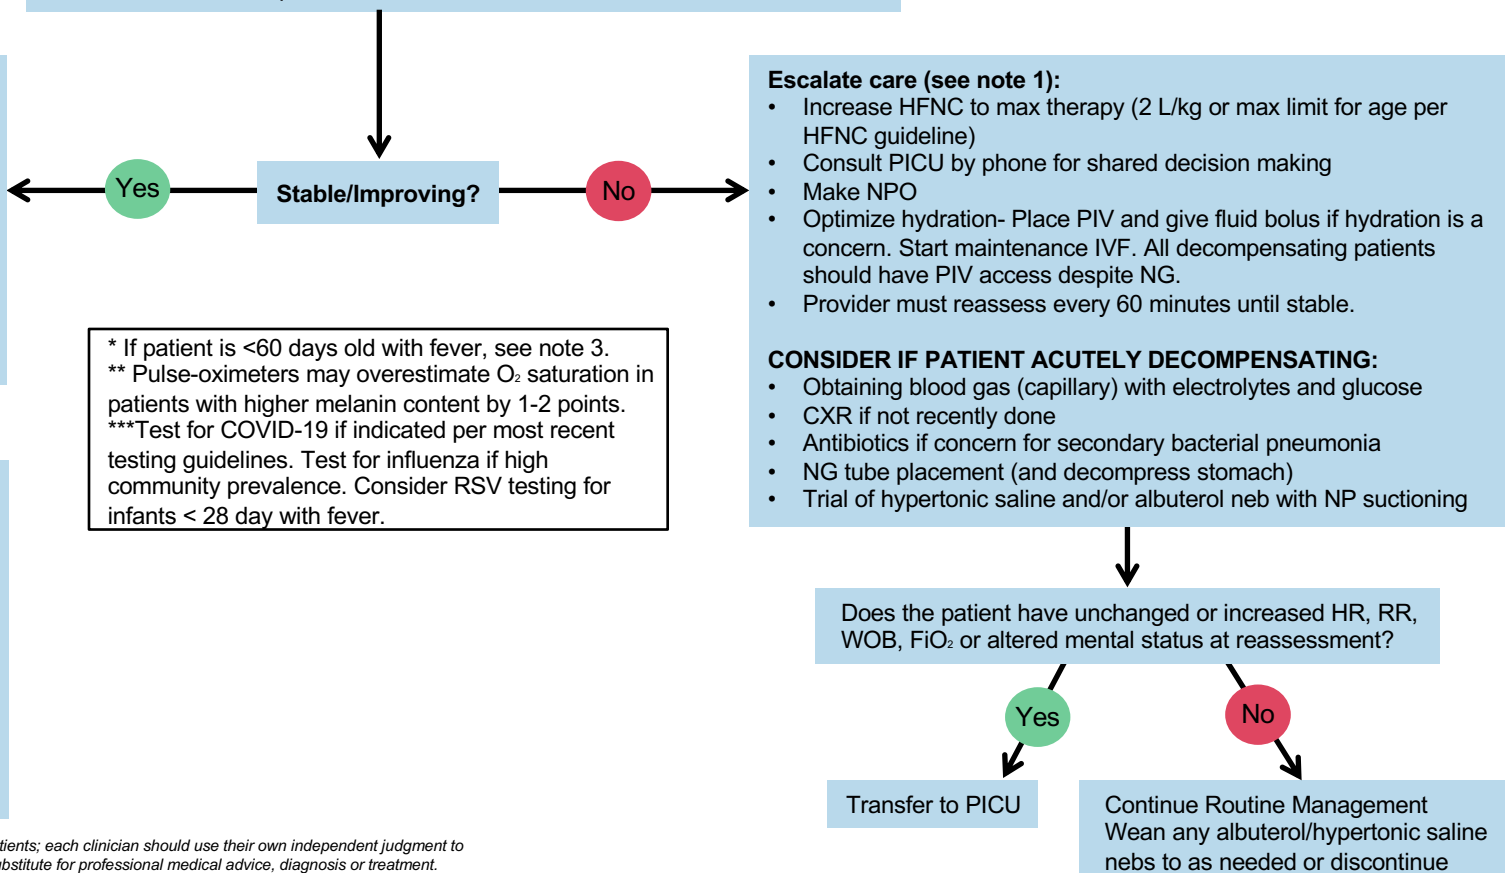 Yes
Stable/Improving?
No
Escalate care (see note 1):
• Increase HFNC to max therapy (2 L/kg or max limit for age per
HFNC guideline)
• Consult PICU by phone for shared decision making
• Make NPO
• Optimize hydration- Place PIV and give fluid bolus if hydration is a
concern. Start maintenance IVF. All decompensating patients
should have PIV access despite NG.
• Provider must reassess every 60 minutes until stable.
CONSIDER IF PATIENT ACUTELY DECOMPENSATING:
• Obtaining blood gas (capillary) with electrolytes and glucose
• CXR if not recently done
• Antibiotics if concern for secondary bacterial pneumonia
• NG tube placement (and decompress stomach)
• Trial of hypertonic saline and/or albuterol neb with NP suctioning
* If patient is <60 days old with fever, see note 3.
** Pulse-oximeters may overestimate O₂ saturation in
patients with higher melanin content by 1-2 points.
***Test for COVID-19 if indicated per most recent
testing guidelines. Test for influenza if high
community prevalence. Consider RSV testing for
infants < 28 day with fever.
Does the patient have unchanged or increased HR, RR,
WOB, FiO₂ or altered mental status at reassessment?
Yes
No
Transfer to PICU
Continue Routine Management
Wean any albuterol/hypertonic saline
nebs to as needed or discontinue
tients; each clinician should use their own independent judgment to
ubstitute for professional medical advice, diagnosis or treatment.